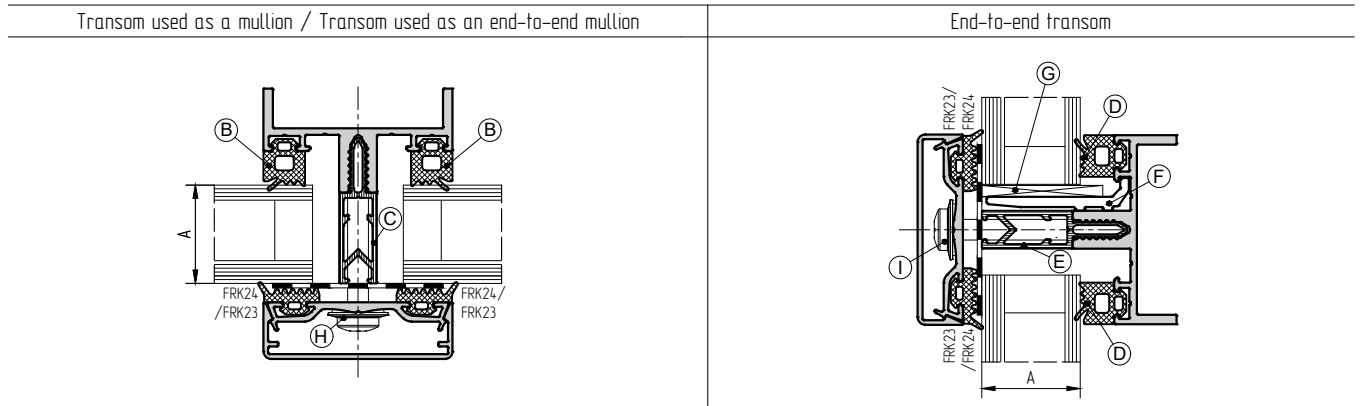 Transom used as a mullion / Transom used as an end-to-end mullion
End-to-end transom
B
B
C
A
FRK24
/FRK23
FRK24/
FRK23
H
G
FRK23/
FRK24
D
F
I
E
FRK23
/FRK24
D
A